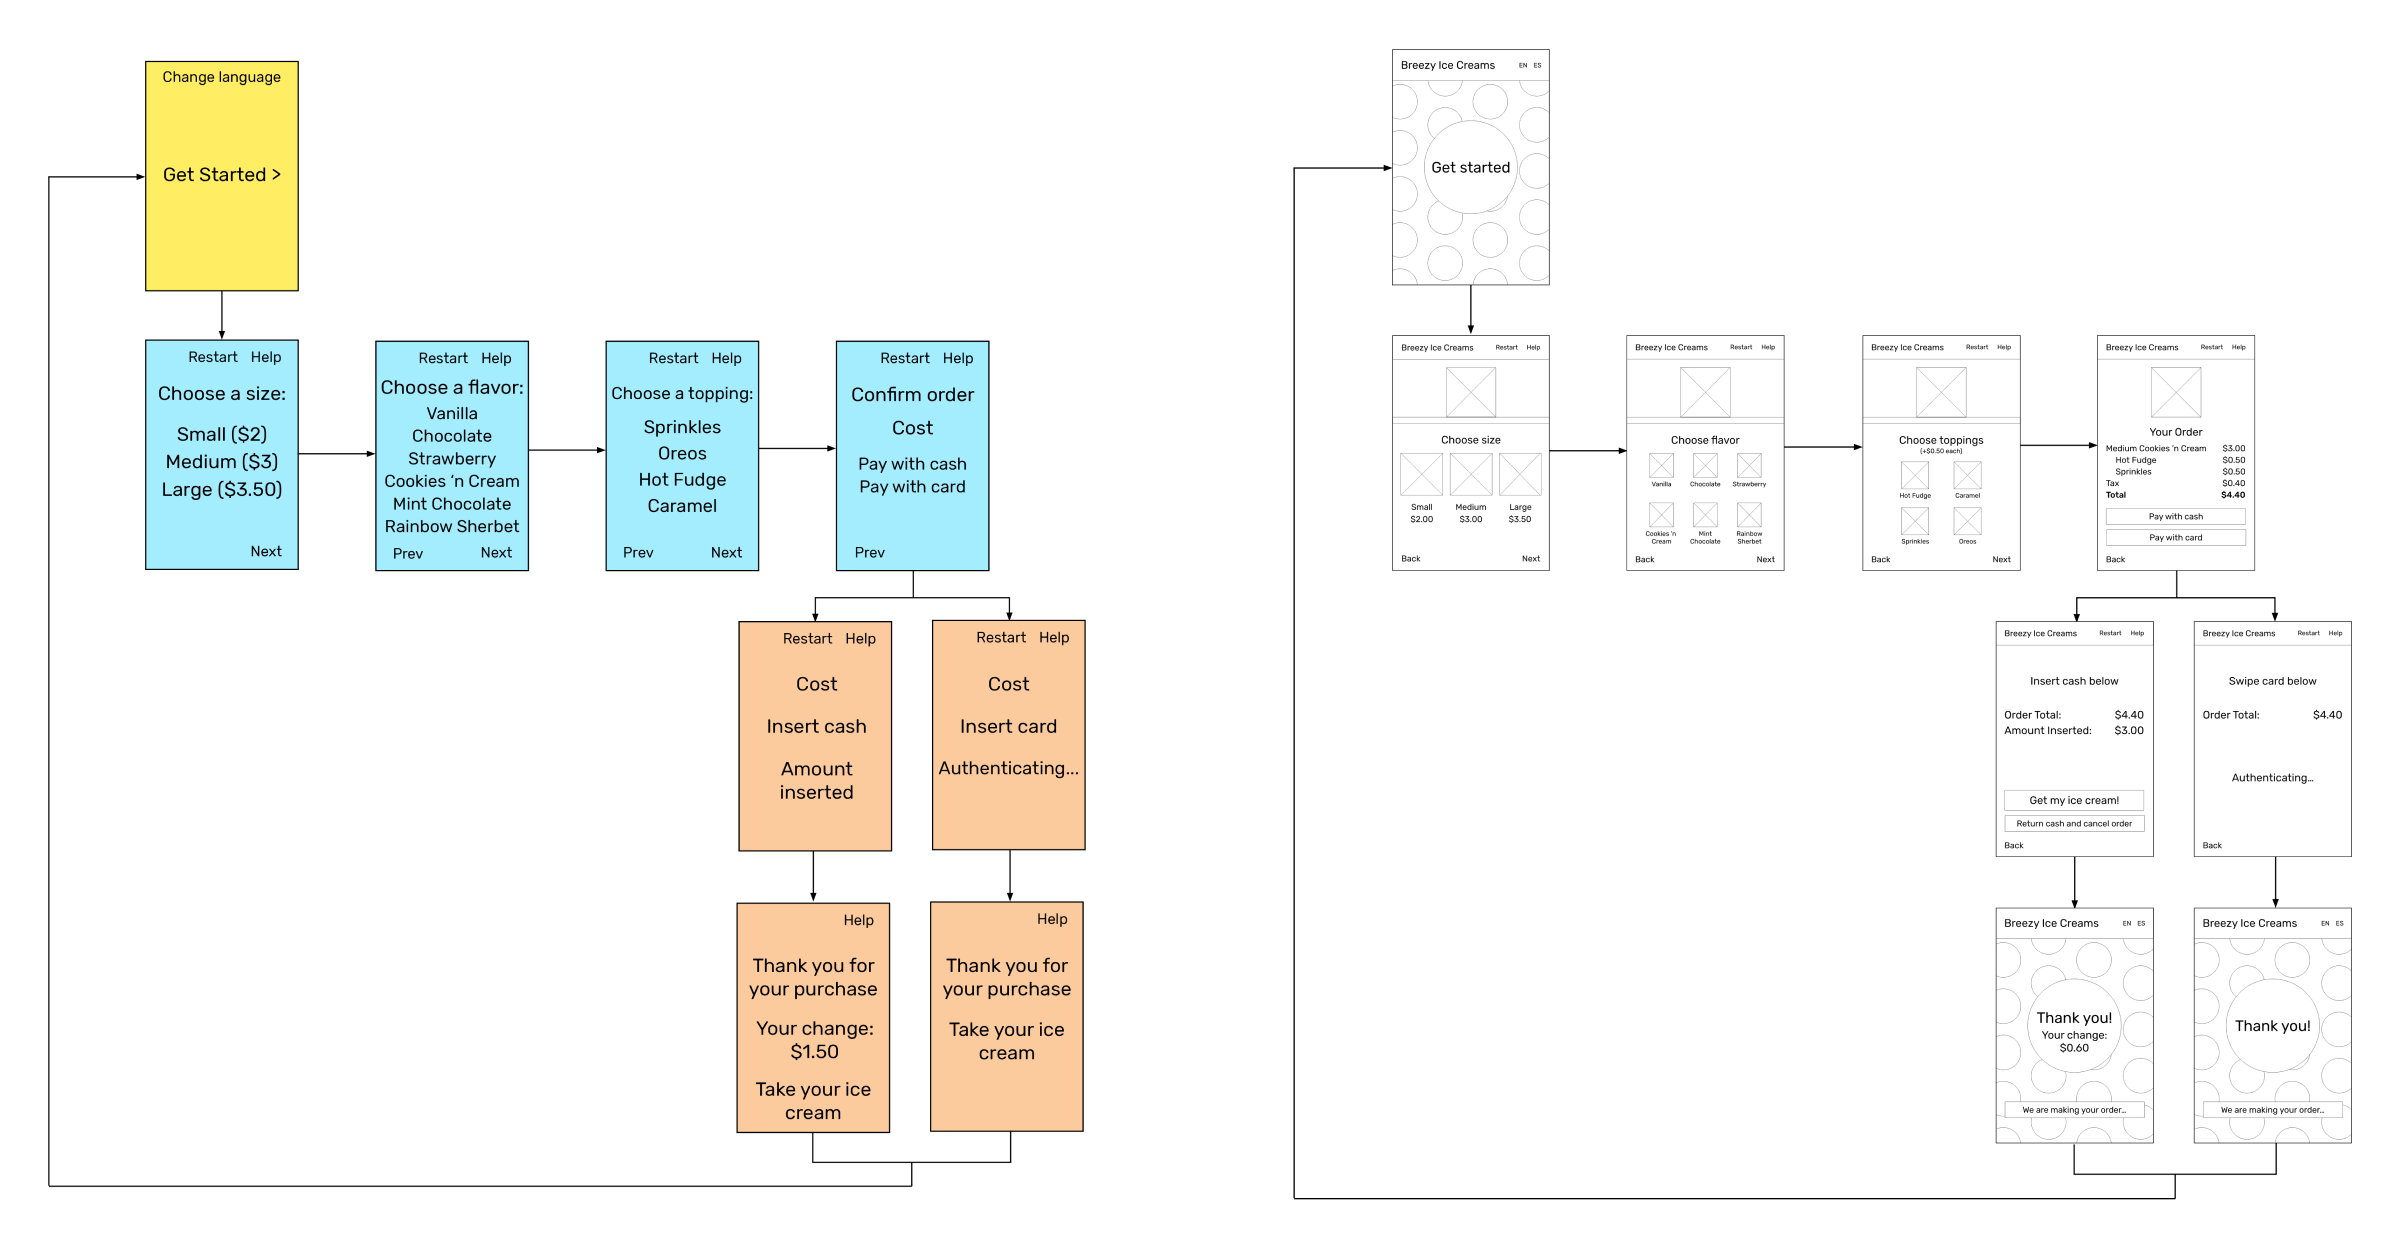 Change language
Get Started >
Restart Help
Choose a size:
Small ($2)
Medium ($3)
Large ($3.50)
Next
Restart Help
Choose a flavor:
Vanilla
Chocolate
Strawberry
Cookies 'n Cream
Mint Chocolate
Rainbow Sherbet
Prev Next
Restart Help
Choose a topping:
Sprinkles
Oreos
Hot Fudge
Caramel
Prev Next
Restart Help
Confirm order
Cost
Pay with cash
Pay with card
Prev
Restart Help
Cost
Insert cash
Amount
inserted
Restart Help
Cost
Insert card
Authenticating...
Help
Thank you for
your purchase
Your change:
$1.50
Take your ice
cream
Help
Thank you for
your purchase
Take your ice
cream
Breezy Ice Creams EN ES
Get started
Breezy Ice Creams Restart Help
Choose size
Small Medium Large
$2.00 $3.00 $3.50
Back Next
Breezy Ice Creams Restart Help
Choose flavor
Vanilla Chocolate Strawberry
Cookies 'n Mint Rainbow
Cream Chocolate Sherbet
Back Next
Breezy Ice Creams Restart Help
Choose toppings
(+$0.50 each)
Hot Fudge Caramel
Sprinkles Oreos
Back Next
Breezy Ice Creams Restart Help
Your Order
Medium Cookies 'n Cream $3.00
Hot Fudge $0.50
Sprinkles $0.50
Tax $0.40
Total $4.40
Pay with cash
Pay with card
Back
Breezy Ice Creams Restart Help
Insert cash below
Order Total: $4.40
Amount Inserted: $3.00
Get my ice cream!
Return cash and cancel order
Back
Breezy Ice Creams Restart Help
Swipe card below
Order Total: $4.40
Authenticating...
Back
Breezy Ice Creams EN ES
Thank you!
Your change:
$0.60
We are making your order...
Breezy Ice Creams EN ES
Thank you!
We are making your order...